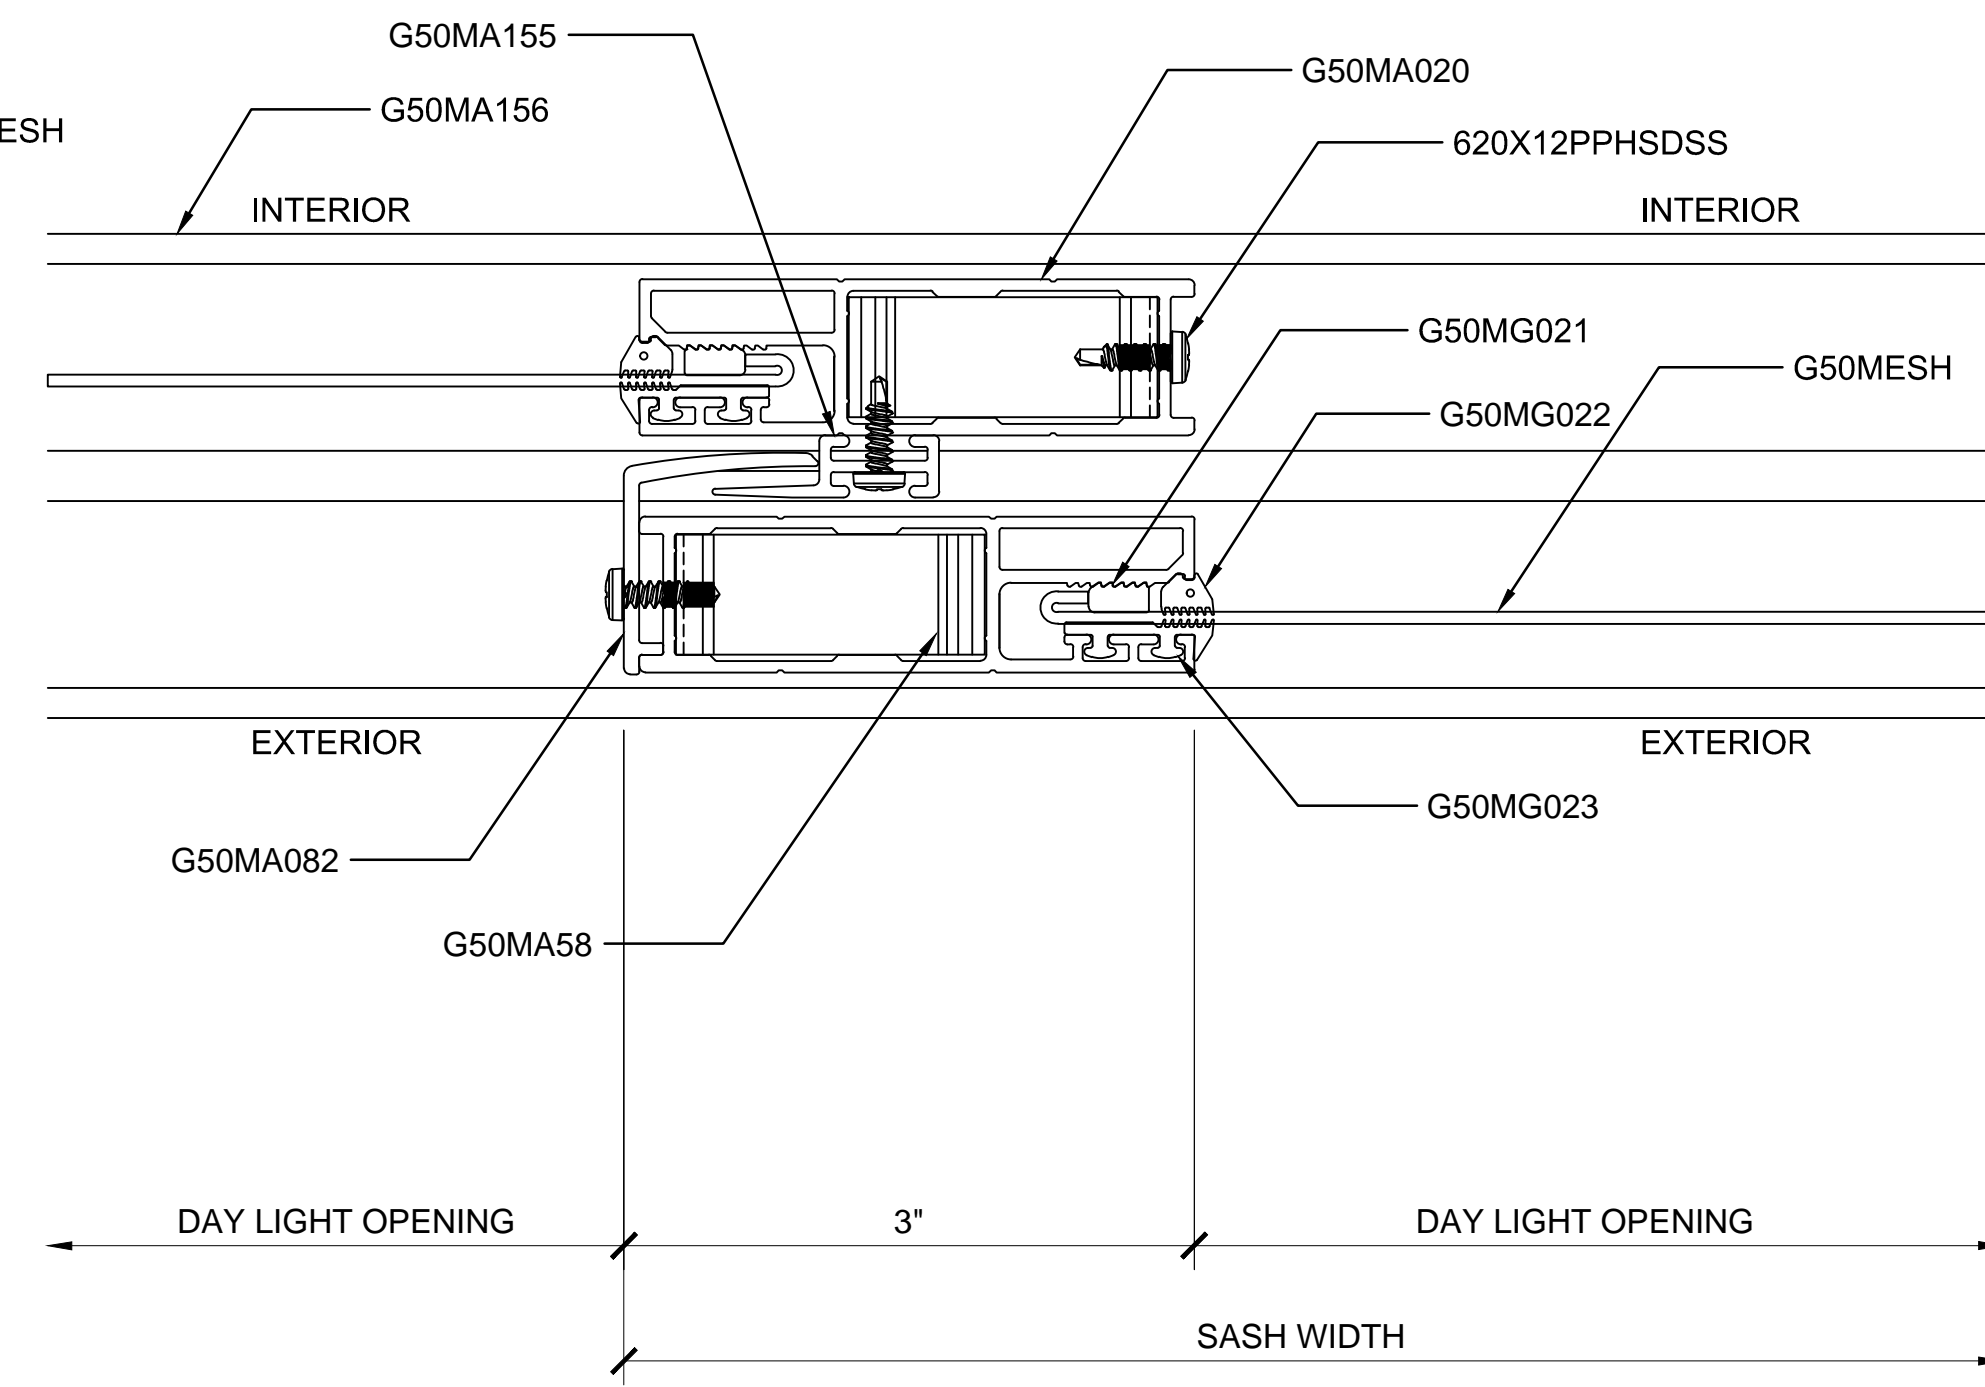 G50MA155
G50MA020
G50MA156
ESH
620X12PPHSDSS
INTERIOR
INTERIOR
G50MG021
G50MESH
G50MG022
EXTERIOR
EXTERIOR
G50MG023
G50MA082
G50MA58
DAY LIGHT OPENING
3"
DAY LIGHT OPENING
SASH WIDTH